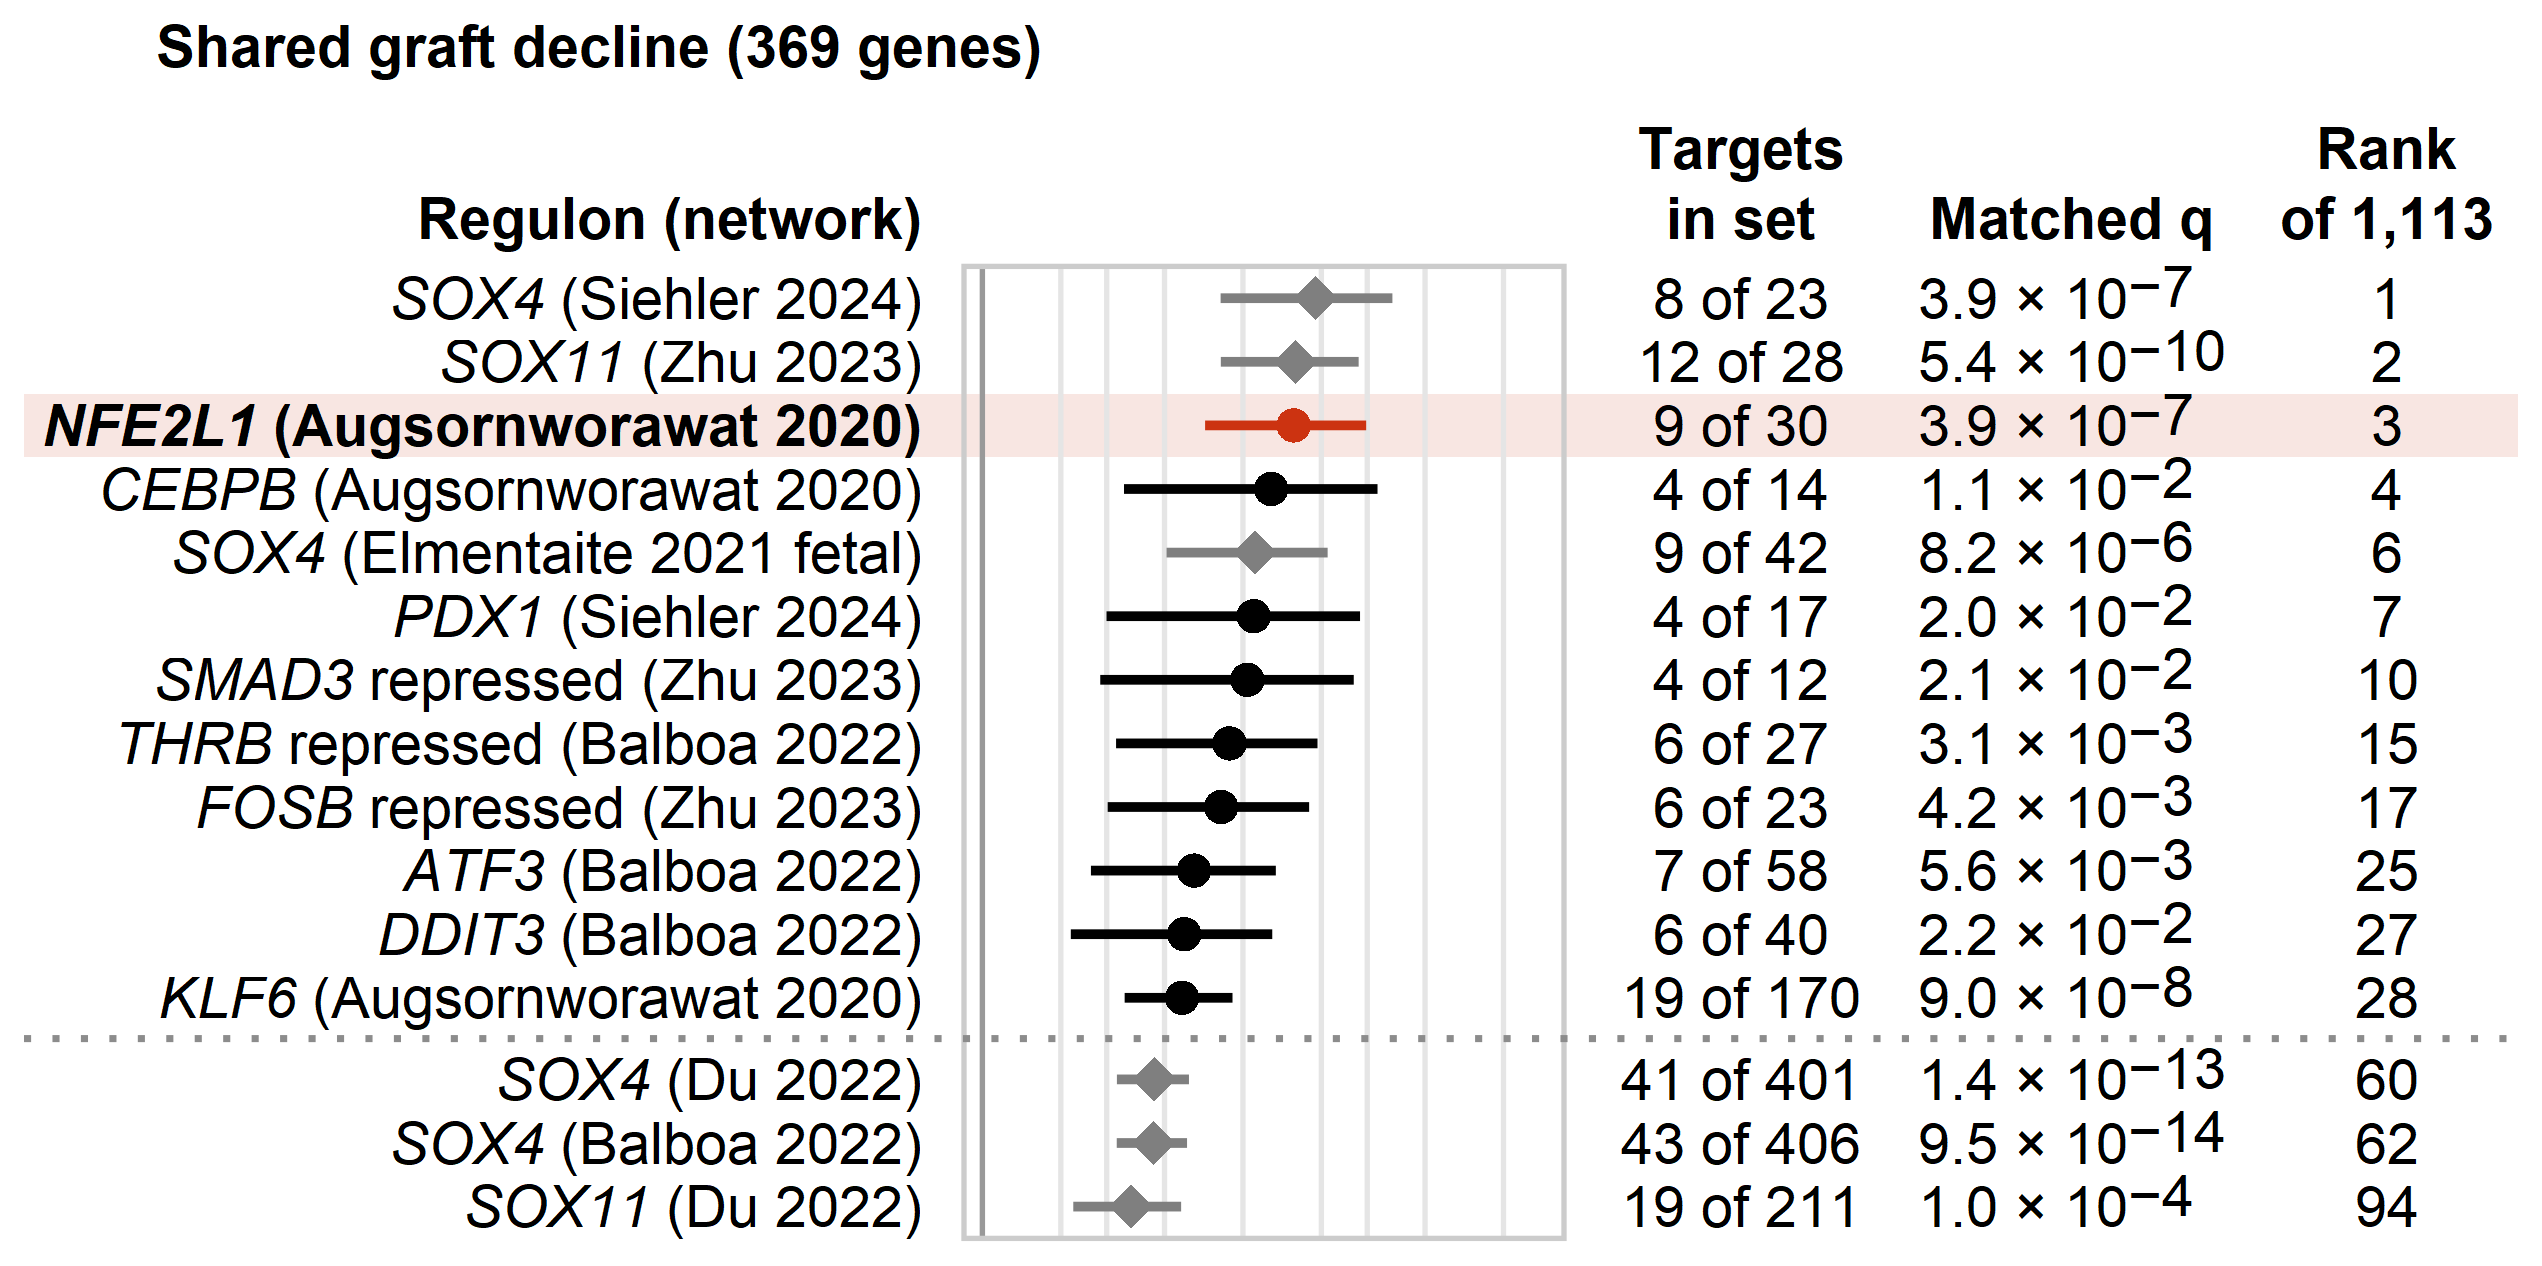 Shared graft decline (369 genes)
Targets Rank
Regulon (network) in set Matched q of 1,113
SOX4 (Siehler 2024) 8 of 23 3.9 × 10−7 1
SOX11 (Zhu 2023) 12 of 28 5.4 × 10−10 2
NFE2L1 (Augsornworawat 2020) 9 of 30 3.9 × 10−7 3
CEBPB (Augsornworawat 2020) 4 of 14 1.1 × 10−2 4
SOX4 (Elmentaite 2021 fetal) 9 of 42 8.2 × 10−6 6
PDX1 (Siehler 2024) 4 of 17 2.0 × 10−2 7
SMAD3 repressed (Zhu 2023) 4 of 12 2.1 × 10−2 10
THRB repressed (Balboa 2022) 6 of 27 3.1 × 10−3 15
FOSB repressed (Zhu 2023) 6 of 23 4.2 × 10−3 17
ATF3 (Balboa 2022) 7 of 58 5.6 × 10−3 25
DDIT3 (Balboa 2022) 6 of 40 2.2 × 10−2 27
KLF6 (Augsornworawat 2020) 19 of 170 9.0 × 10−8 28
SOX4 (Du 2022) 41 of 401 1.4 × 10−13 60
SOX4 (Balboa 2022) 43 of 406 9.5 × 10−14 62
SOX11 (Du 2022) 19 of 211 1.0 × 10−4 94